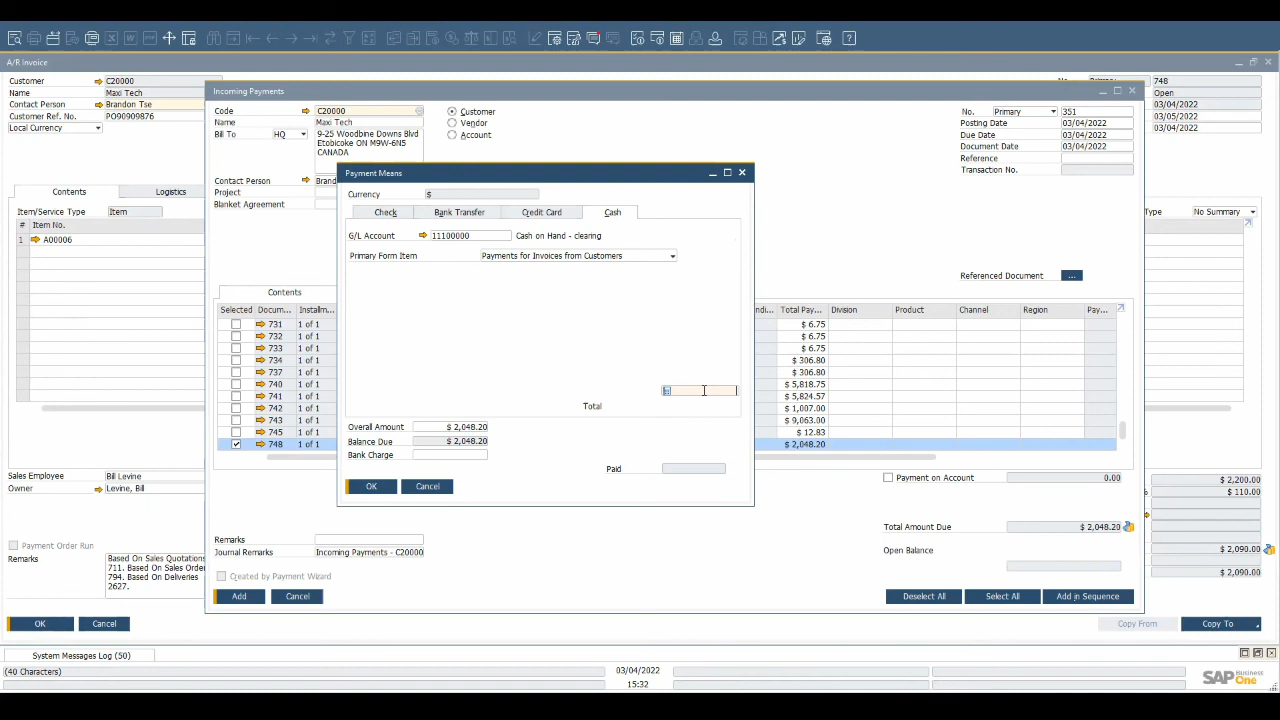 A/R Invoice
Customer C20000
Name Maxi Tech
Contact Person Brandon Tse
Customer Ref. No. PO90909876
Local Currency
748
Open
03/04/2022
03/05/2022
03/04/2022
Contents Logistics
Item/Service Type Item
Type No Summary
# Item No.
1 A00006
Incoming Payments
Code C20000
Name Maxi Tech
Bill To HQ 9-25 Woodbine Downs Blvd
Etobicoke ON M9W-6N5
CANADA
Customer
Vendor
Account
No. Primary 351
Posting Date 03/04/2022
Due Date 03/04/2022
Document Date 03/04/2022
Reference
Transaction No.
Contact Person
Project
Blanket Agreement
Referenced Document ...
Contents
Selected Docum... Installm... Total Pay... Division Product Channel Region Pay...
731 1 of 1 $ 6.75
732 1 of 1 $ 6.75
733 1 of 1 $ 6.75
734 1 of 1 $ 306.80
737 1 of 1 $ 306.80
740 1 of 1 $ 5,818.75
741 1 of 1 $ 5,824.57
742 1 of 1 $ 1,007.00
743 1 of 1 $ 9,063.00
745 1 of 1 $ 12.83
748 1 of 1 $ 2,048.20
Payment Means
Currency $
Check Bank Transfer Credit Card Cash
G/L Account 11100000 Cash on Hand - clearing
Primary Form Item Payments for Invoices from Customers
Total
Overall Amount $ 2,048.20
Balance Due $ 2,048.20
Bank Charge
Paid
OK Cancel
Payment on Account 0.00
Total Amount Due $ 2,048.20
Open Balance
Remarks
Journal Remarks Incoming Payments - C20000
Created by Payment Wizard
Add Cancel
Deselect All Select All Add in Sequence
Sales Employee Bill Levine
Owner Levine, Bill
$ 2,200.00
% $ 110.00
$ 2,090.00
$ 2,090.00
Payment Order Run
Remarks Based On Sales Quotations
711. Based On Sales Order
794. Based On Deliveries
2627.
OK Cancel
Copy From Copy To
System Messages Log (50)
(40 Characters) 03/04/2022
15:32
SAP Business One